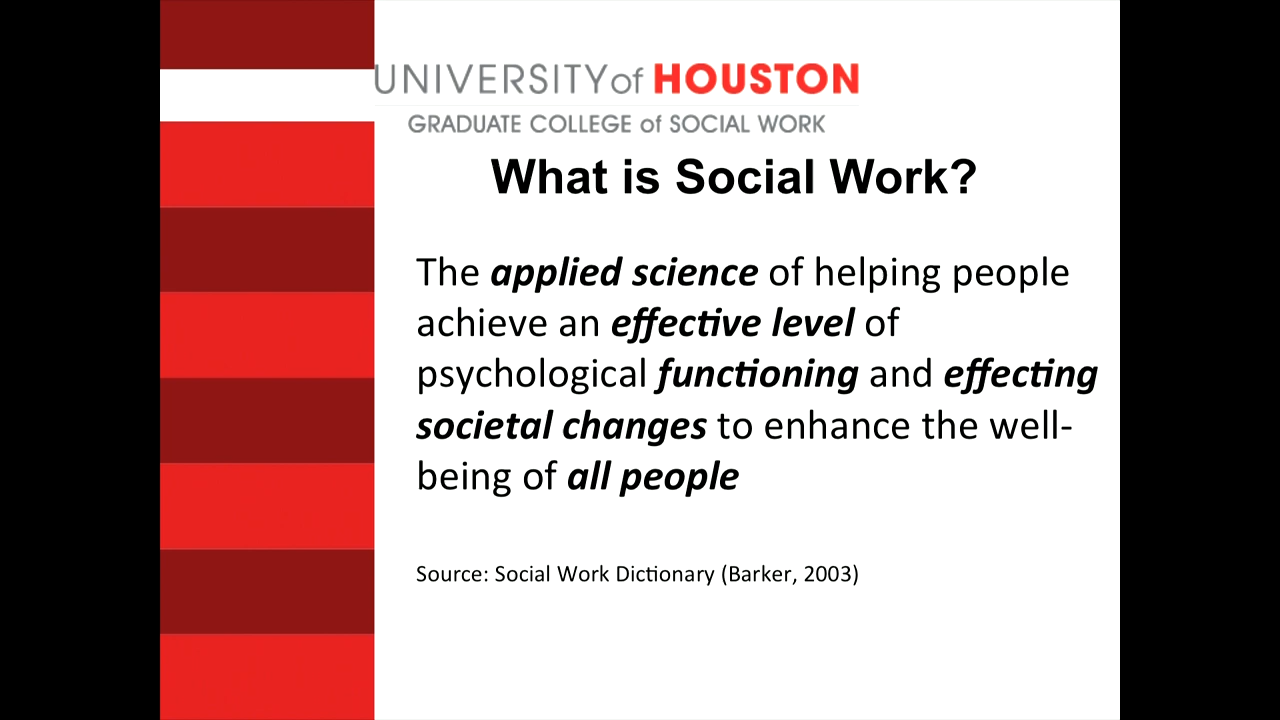 UNIVERSITY of HOUSTON
GRADUATE COLLEGE of SOCIAL WORK
What is Social Work?
The applied science of helping people
achieve an effective level of
psychological functioning and effecting
societal changes to enhance the well-
being of all people
Source: Social Work Dictionary (Barker, 2003)